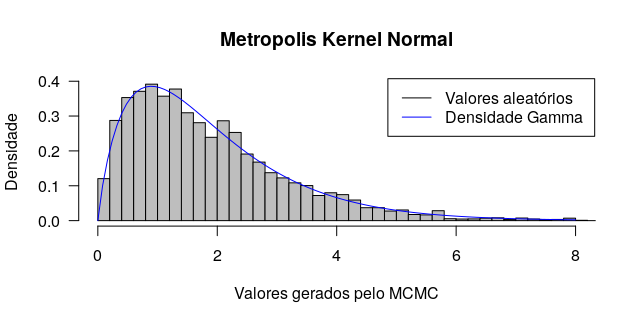 Metropolis Kernel Normal
Densidade
0.4
0.3
0.2
0.1
0.0
Valores aleatórios
Densidade Gamma
0 2 4 6 8
Valores gerados pelo MCMC